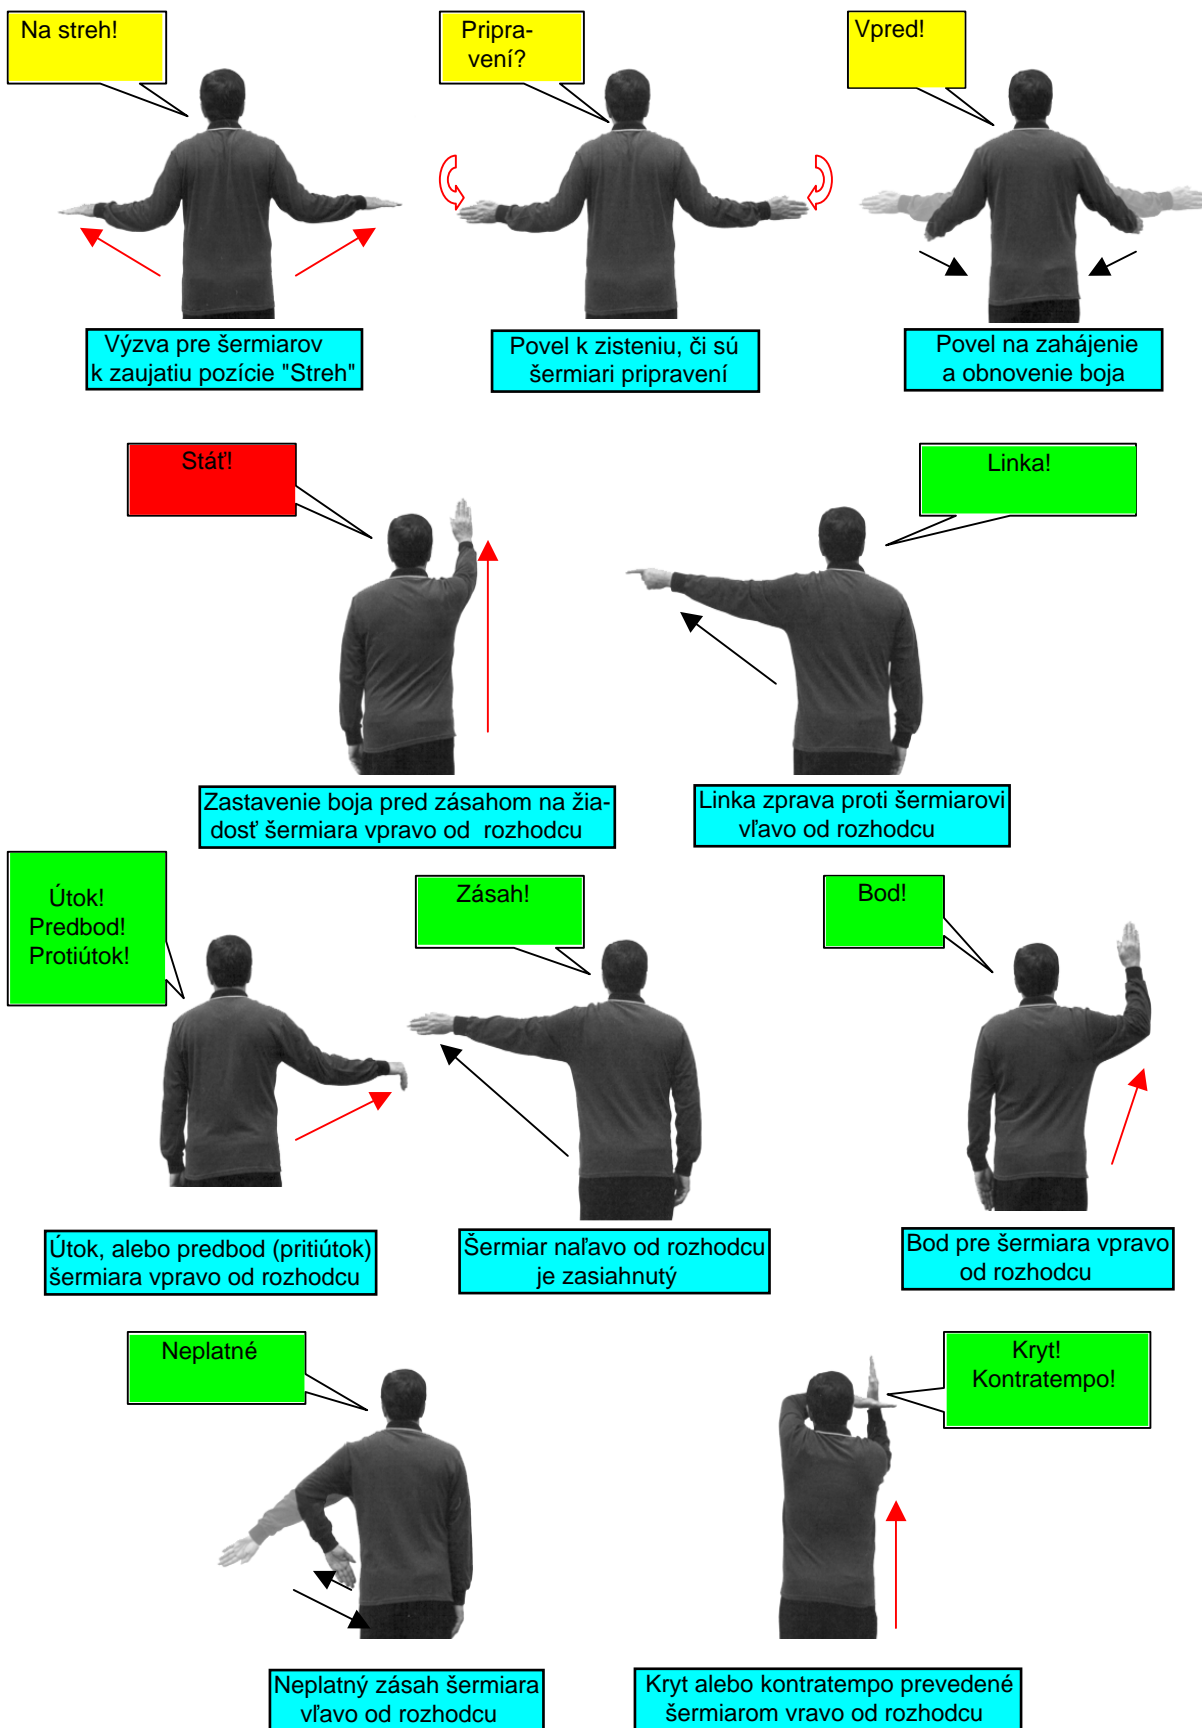 Na streh!
Pripra-
vení?
Vpred!
Výzva pre šermiarov
k zaujatiu pozície "Streh"
Povel k zisteniu, či sú
šermiari pripravení
Povel na zahájenie
a obnovenie boja
Stáť!
Linka!
Zastavenie boja pred zásahom na žia-
dosť šermiara vpravo od rozhodcu
Linka zprava proti šermiarovi
vľavo od rozhodcu
Útok!
Predbod!
Protiútok!
Zásah!
Bod!
Útok, alebo predbod (pritiútok)
šermiara vpravo od rozhodcu
Šermiar naľavo od rozhodcu
je zasiahnutý
Bod pre šermiara vpravo
od rozhodcu
Neplatné
Kryt!
Kontratempo!
Neplatný zásah šermiara
vľavo od rozhodcu
Kryt alebo kontratempo prevedené
šermiarom vravo od rozhodcu